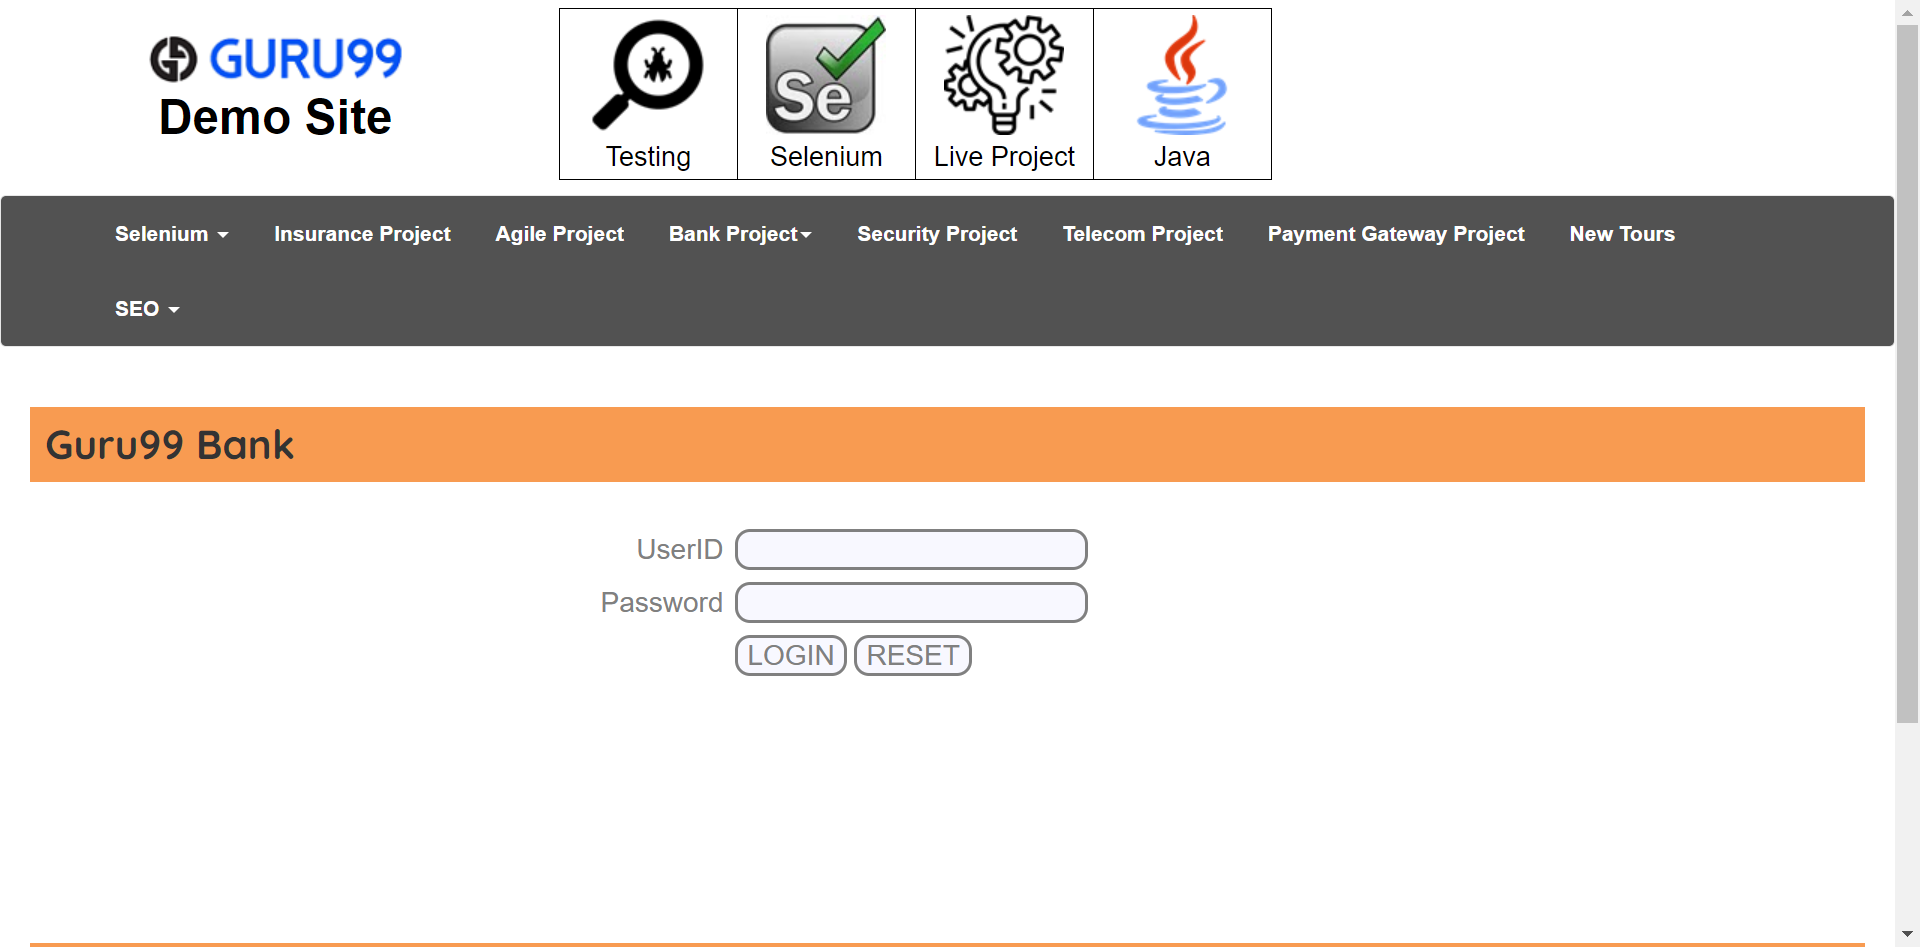 GURU99
Demo Site
Se
Testing
Selenium
Live Project
Java
Selenium
Insurance Project
Agile Project
Bank Project
Security Project
Telecom Project
Payment Gateway Project
New Tours
SEO
Guru99 Bank
UserID
Password
LOGIN
RESET